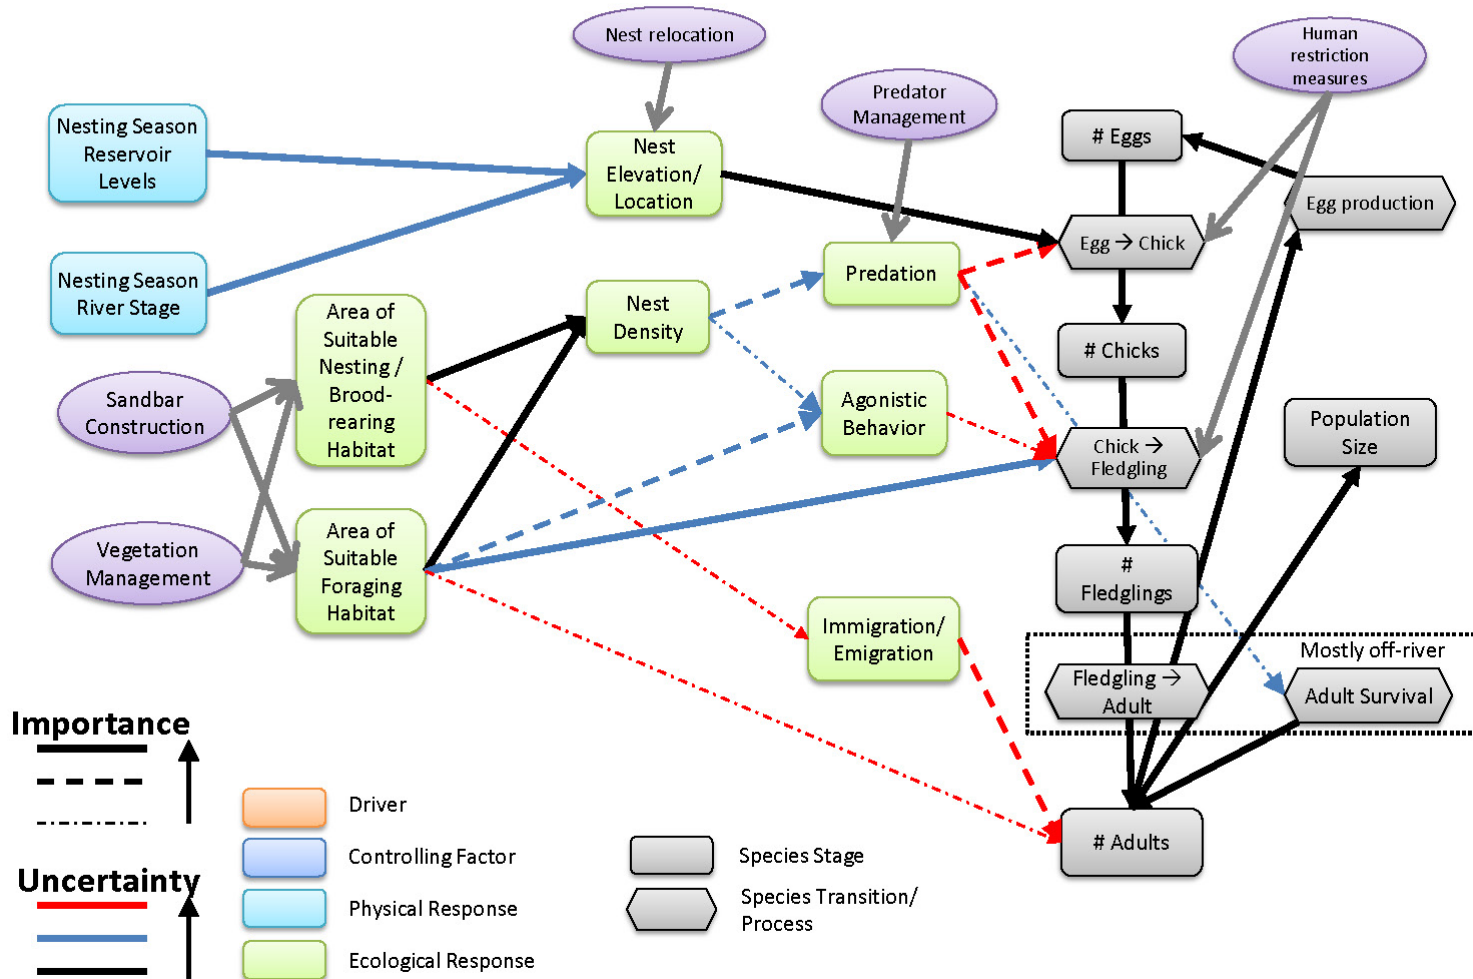 Nest relocation
Human
restriction
measures
Predator
Management
Nesting Season
Reservoir
Levels
# Eggs
Nest
Elevation/
Location
Egg production
Egg → Chick
Nesting Season
River Stage
Predation
Area of
Suitable
Nesting /
Brood-
rearing
Habitat
Nest
Density
# Chicks
Sandbar
Construction
Agonistic
Behavior
Population
Size
Chick →
Fledgling
Vegetation
Management
Area of
Suitable
Foraging
Habitat
#
Fledglings
Immigration/
Emigration
Mostly off-river
Fledgling →
Adult
Adult Survival
# Adults
Importance
Uncertainty
Driver
Controlling Factor
Physical Response
Ecological Response
Species Stage
Species Transition/
Process